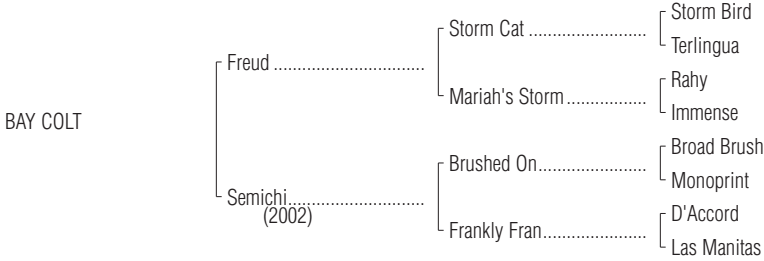 Storm Bird
Storm Cat ..........................
Terlingua
Freud ..................................
Rahy
Mariah's Storm ..................
Immense
BAY COLT
Broad Brush
Brushed On........................
Monoprint
Semichi...............................
(2002)
D'Accord
Frankly Fran.......................
Las Manitas